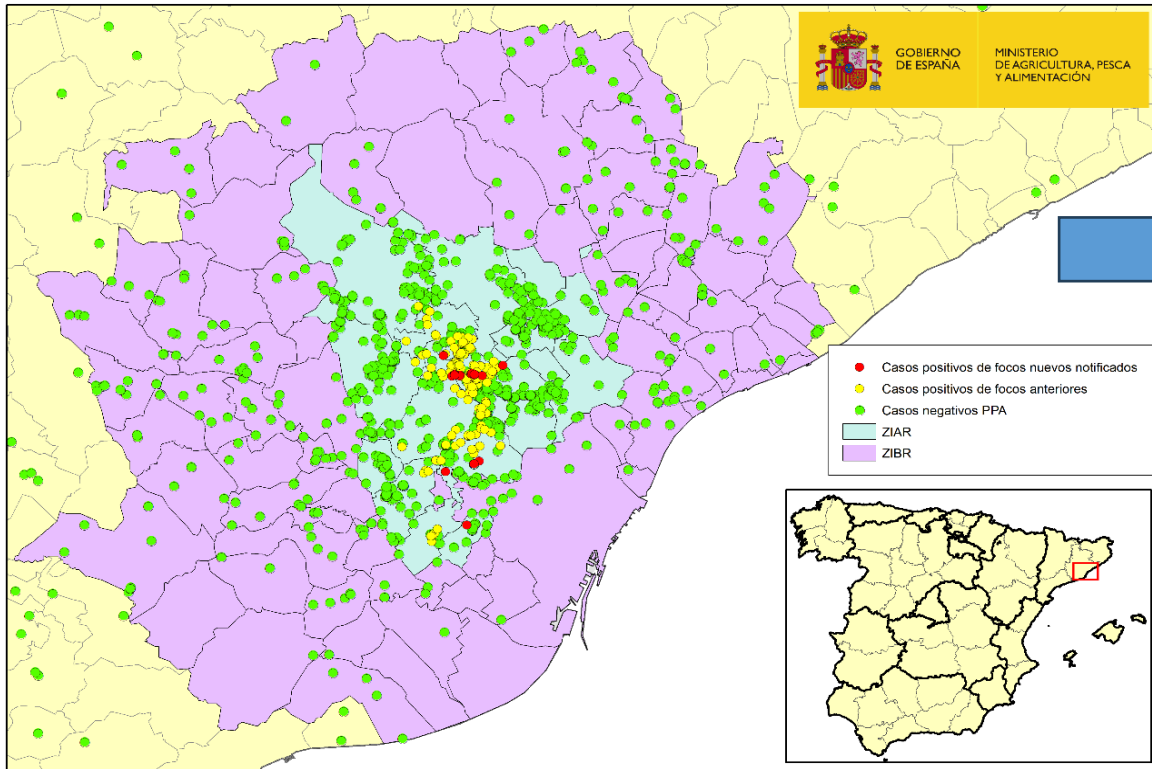 GOBIERNO
DE ESPAÑA
MINISTERIO
DE AGRICULTURA, PESCA
Y ALIMENTACIÓN
Casos positivos de focos nuevos notificados
Casos positivos de focos anteriores
Casos negativos PPA
ZIAR
ZIBR